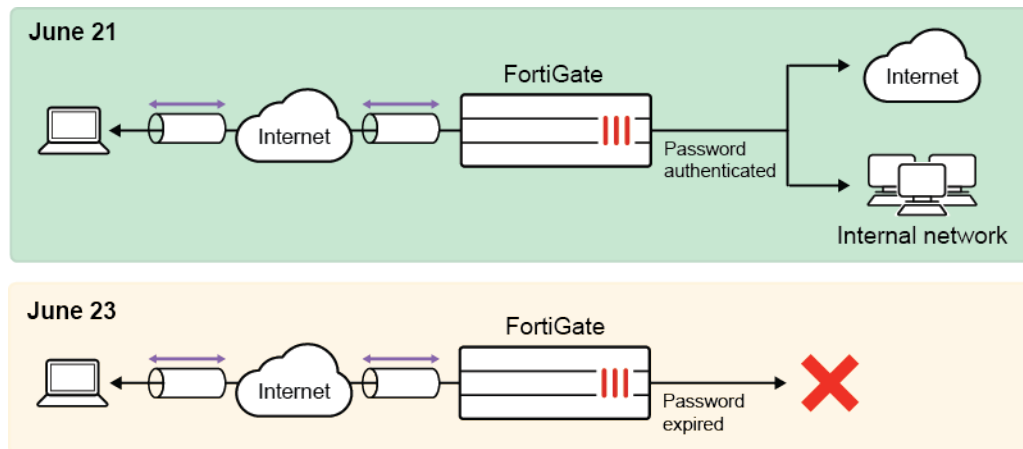 June 21
FortiGate
Internet
Internet
Password
authenticated
Internal network
June 23
FortiGate
Internet
Password
expired